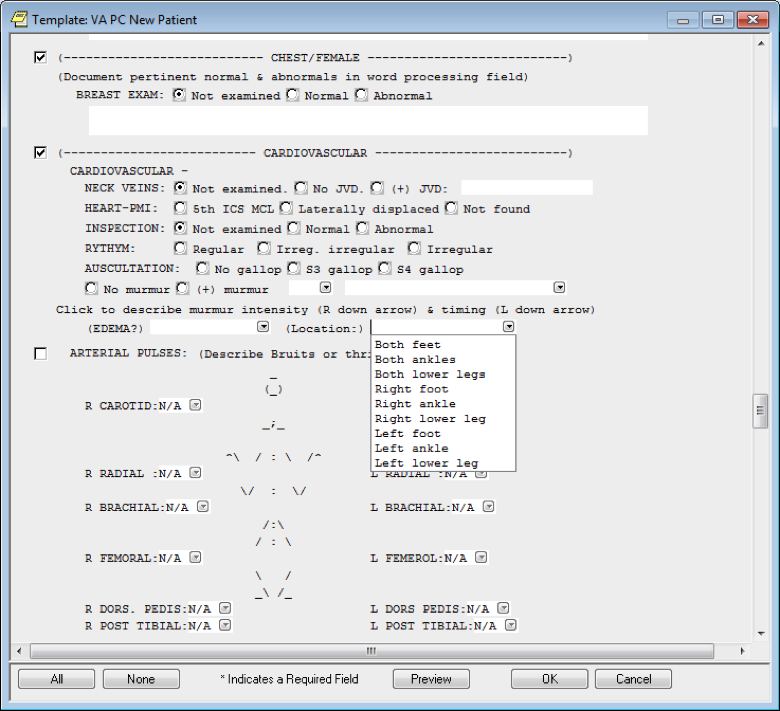 Template: VA PC New Patient
(--------------------------- CHEST/FEMALE ---------------------------)
(Document pertinent normal & abnormals in word processing field)
BREAST EXAM: Not examined Normal Abnormal
(-------------------------- CARDIOVASCULAR --------------------------)
CARDIOVASCULAR -
NECK VEINS: Not examined. No JVD. (+) JVD:
HEART-PMI: 5th ICS MCL Laterally displaced Not found
INSPECTION: Not examined Normal Abnormal
RYTHYM: Regular Irreg. irregular Irregular
AUSCULTATION: No gallop S3 gallop S4 gallop
No murmur (+) murmur
Click to describe murmur intensity (R down arrow) & timing (L down arrow)
(EDEMA?) (Location:)
Both feet
Both ankles
Both lower legs
Right foot
Right ankle
Right lower leg
Left foot
Left ankle
Left lower leg
ARTERIAL PULSES: (Describe Bruits or thri
_
(_)
R CAROTID:N/A
_;_
^\ / : \ /^
R RADIAL :N/A L RADIAL :N/A
\/ : \/
R BRACHIAL:N/A L BRACHIAL:N/A
/:\
/ : \
R FEMORAL:N/A L FEMEROL:N/A
\ /
_\ /_
R DORS. PEDIS:N/A L DORS PEDIS:N/A
R POST TIBIAL:N/A L POST TIBIAL:N/A
All None * Indicates a Required Field Preview OK Cancel